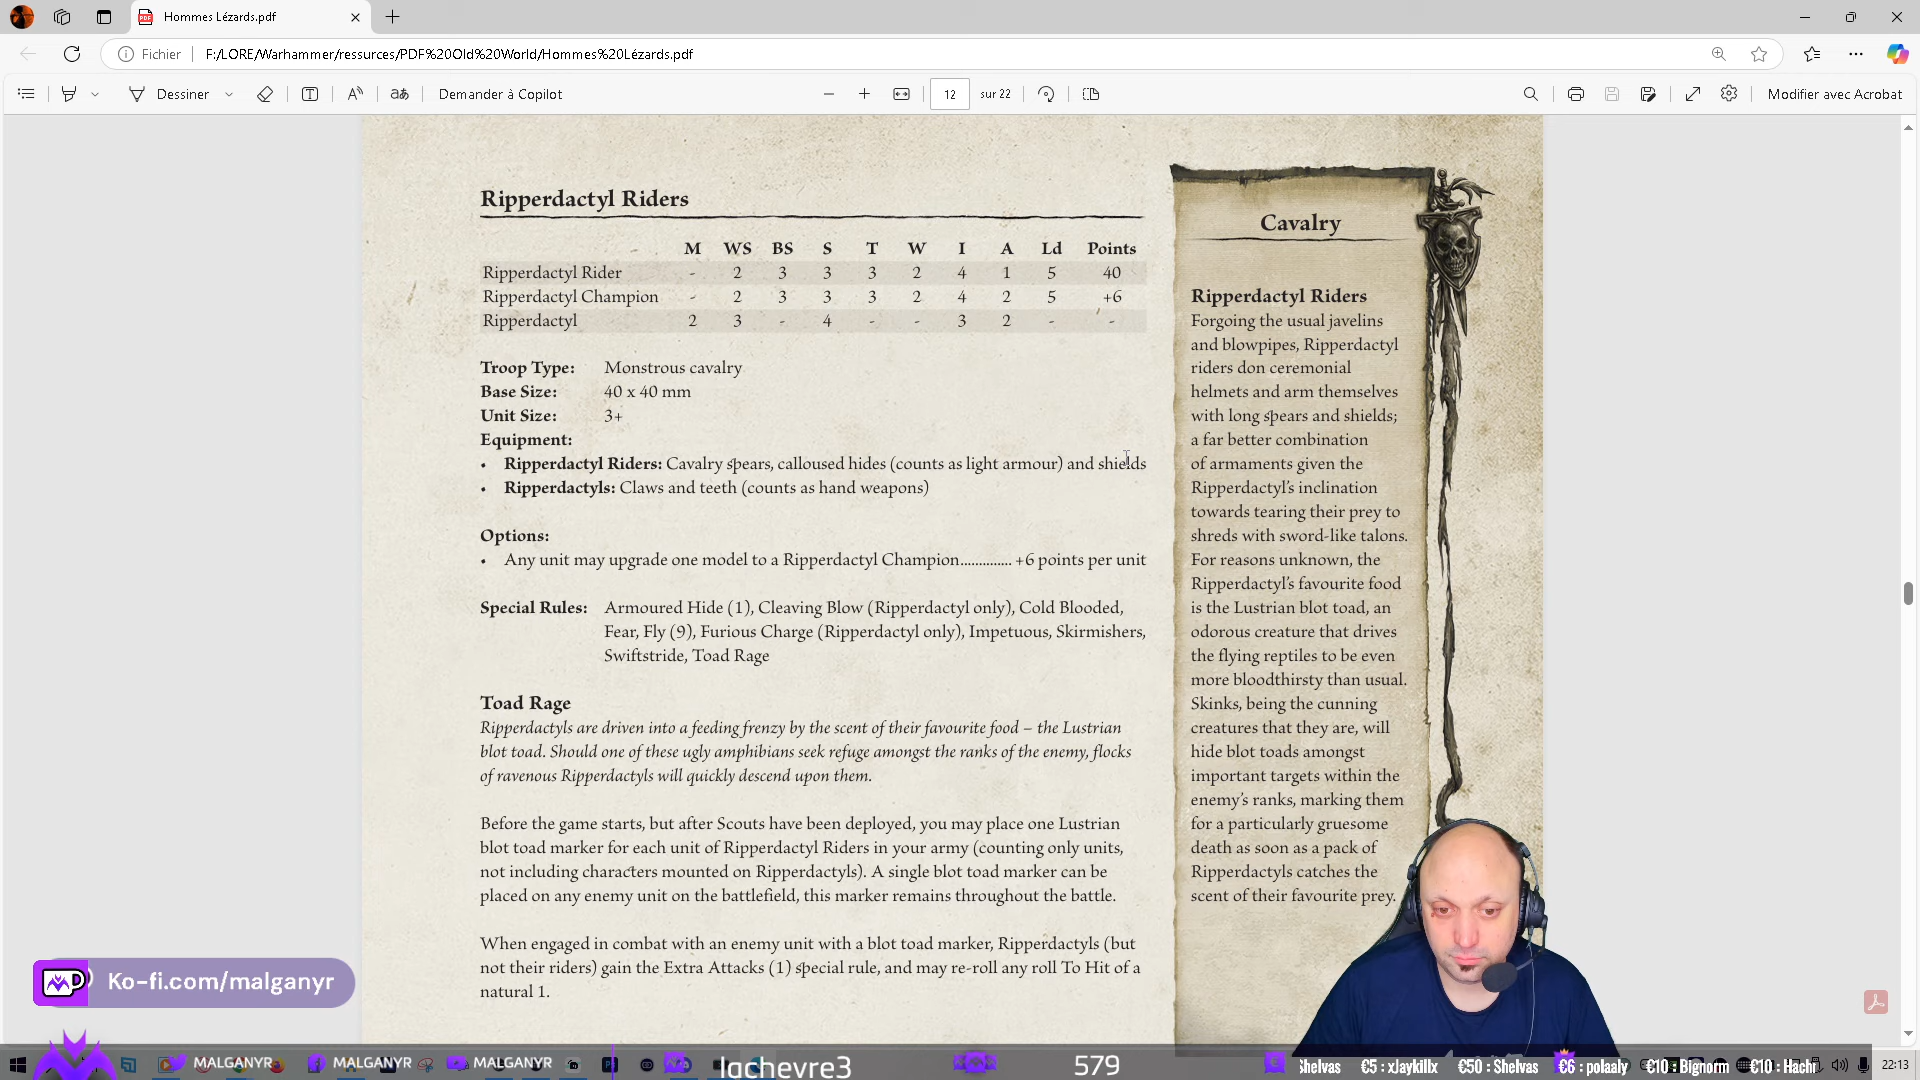 Hommes Lézards.pdf
Fichier
F:/LORE/Warhammer/ressources/PDF%20Old%20World/Hommes%20Lézards.pdf
Dessiner
Demander à Copilot
12
sur 22
Modifier avec Acrobat
Ripperdactyl Riders
M WS BS S T W I A Ld Points
Ripperdactyl Rider - 2 3 3 3 2 4 1 5 40
Ripperdactyl Champion - 2 3 3 3 2 4 2 5 +6
Ripperdactyl 2 3 - 4 - - 3 2 - -
Troop Type: Monstrous cavalry
Base Size: 40 x 40 mm
Unit Size: 3+
Equipment:
• Ripperdactyl Riders: Cavalry spears, calloused hides (counts as light armour) and shields
• Ripperdactyls: Claws and teeth (counts as hand weapons)
Options:
• Any unit may upgrade one model to a Ripperdactyl Champion.............. +6 points per unit
Special Rules: Armoured Hide (1), Cleaving Blow (Ripperdactyl only), Cold Blooded,
Fear, Fly (9), Furious Charge (Ripperdactyl only), Impetuous, Skirmishers,
Swiftstride, Toad Rage
Toad Rage
Ripperdactyls are driven into a feeding frenzy by the scent of their favourite food – the Lustrian
blot toad. Should one of these ugly amphibians seek refuge amongst the ranks of the enemy, flocks
of ravenous Ripperdactyls will quickly descend upon them.
Before the game starts, but after Scouts have been deployed, you may place one Lustrian
blot toad marker for each unit of Ripperdactyl Riders in your army (counting only units,
not including characters mounted on Ripperdactyls). A single blot toad marker can be
placed on any enemy unit on the battlefield, this marker remains throughout the battle.
When engaged in combat with an enemy unit with a blot toad marker, Ripperdactyls (but
not their riders) gain the Extra Attacks (1) special rule, and may re-roll any roll To Hit of a
natural 1.
Cavalry
Ripperdactyl Riders
Forgoing the usual javelins
and blowpipes, Ripperdactyl
riders don ceremonial
helmets and arm themselves
with long spears and shields;
a far better combination
of armaments given the
Ripperdactyl's inclination
towards tearing their prey to
shreds with sword-like talons.
For reasons unknown, the
Ripperdactyl's favourite food
is the Lustrian blot toad, an
odorous creature that drives
the flying reptiles to be even
more bloodthirsty than usual.
Skinks, being the cunning
creatures that they are, will
hide blot toads amongst
important targets within the
enemy's ranks, marking them
for a particularly gruesome
death as soon as a pack of
Ripperdactyls catches the
scent of their favourite prey.
Ko-fi.com/malganyr
MALGANYR
MALGANYR
MALGANYR
lachevre3
579
Shelvas
€5 : xJaykillx
€50 : Shelvas
€6 : polaaly
€10 : Bignorm
€10 : Hachi
22:13